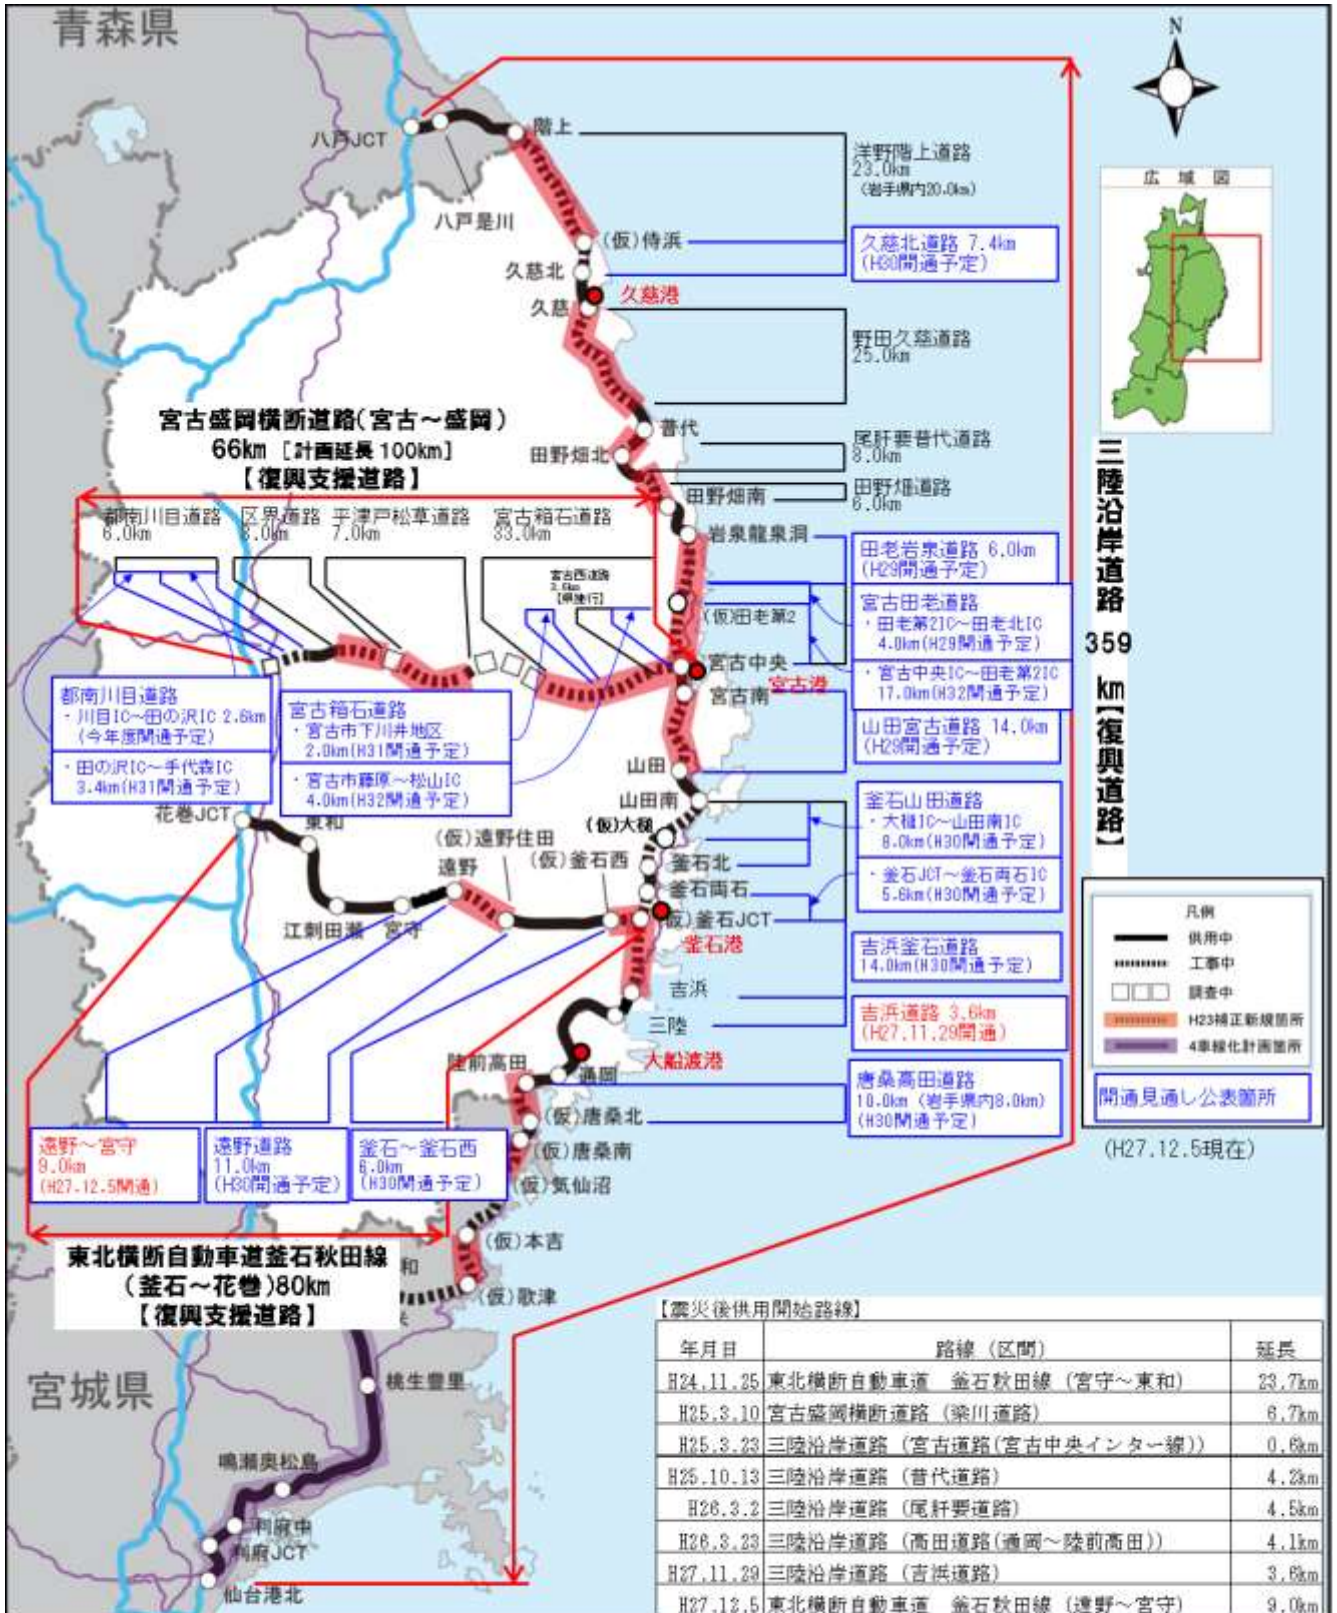 青森県
N
八戸JCT
階上
八戸是川
洋野階上道路
23.0km
(岩手県内20.0km)
広域図
(仮)侍浜
久慈北道路 7.4km
(H30開通予定)
久慈北
久慈港
久慈
野田久慈道路
25.0km
宮古盛岡横断道路(宮古～盛岡)
66km [計画延長 100km]
【復興支援道路】
普代
田野畑北
尾肝要普代道路
8.0km
田野畑南
田野畑道路
6.0km
三陸沿岸道路 359 km【復興道路】
都南川目道路
6.0km
区界道路
8.0km
平津戸松草道路
7.0km
宮古箱石道路
33.0km
岩泉龍泉洞
田老岩泉道路 6.0km
(H29開通予定)
宮古西道路
3.6km
【県施行】
(仮)田老第2
宮古田老道路
・田老第2IC～田老北IC
4.0km(H29開通予定)
・宮古中央IC～田老第2IC
17.0km(H32開通予定)
宮古中央
宮古港
宮古南
山田宮古道路 14.0km
(H29開通予定)
都南川目道路
・川目IC～田の沢IC 2.6km
(今年度開通予定)
・田の沢IC～手代森IC
3.4km(H31開通予定)
宮古箱石道路
・宮古市下川井地区
2.0km(H31開通予定)
・宮古市藤原～松山IC
4.0km(H32開通予定)
山田
山田南
花巻JCT
東和
(仮)大槌
釜石山田道路
・大槌IC～山田南IC
8.0km(H30開通予定)
・釜石JCT～釜石両石IC
5.6km(H30開通予定)
(仮)遠野住田
(仮)釜石西
遠野
釜石北
釜石両石
(仮)釜石JCT
釜石港
江刺田瀬
宮守
吉浜釜石道路
14.0km(H30開通予定)
吉浜
吉浜道路 3.6km
(H27.11.29開通)
三陸
大船渡港
陸前高田
通岡
唐桑高田道路
10.0km (岩手県内8.0km)
(H30開通予定)
(仮)唐桑北
(仮)唐桑南
(仮)気仙沼
凡例
供用中
工事中
調査中
H23補正新規箇所
4車線化計画箇所
開通見通し公表箇所
(H27.12.5現在)
遠野～宮守
9.0km
(H27.12.5開通)
遠野道路
11.0km
(H30開通予定)
釜石～釜石西
6.0km
(H30開通予定)
(仮)本吉
東北横断自動車道釜石秋田線
(釜石～花巻)80km
【復興支援道路】
和
(仮)歌津
宮城県
桃生豊里
鳴瀬奥松島
利府中
利府JCT
仙台港北
【震災後供用開始路線】
年月日 路線(区間) 延長
H24.11.25 東北横断自動車道 釜石秋田線(宮守～東和) 23.7km
H25.3.10 宮古盛岡横断道路(簗川道路) 6.7km
H25.3.23 三陸沿岸道路(宮古道路(宮古中央インター線)) 0.6km
H25.10.13 三陸沿岸道路(普代道路) 4.2km
H26.3.2 三陸沿岸道路(尾肝要道路) 4.5km
H26.3.23 三陸沿岸道路(高田道路(通岡～陸前高田)) 4.1km
H27.11.29 三陸沿岸道路(吉浜道路) 3.6km
H27.12.5 東北横断自動車道 釜石秋田線(遠野～宮守) 9.0km